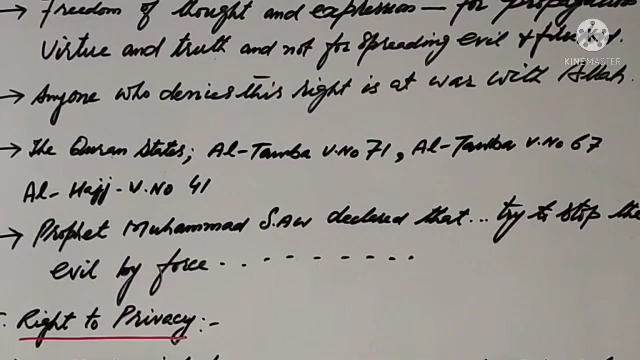 → Freedom of thought and expression — for propagation
Virtue and truth and not for spreading evil &
→ Anyone who denies this right is at war with Allah.
→ The Quran States; Al-Tauba V.No 71, Al-Tauba V.No 67
Al-Hajj-V.No 41
→ Prophet Muhammad S.Aw declared that... try to stop the
evil by force . . . . . . . . . .
Right to Privacy:-
K
KINEMASTER